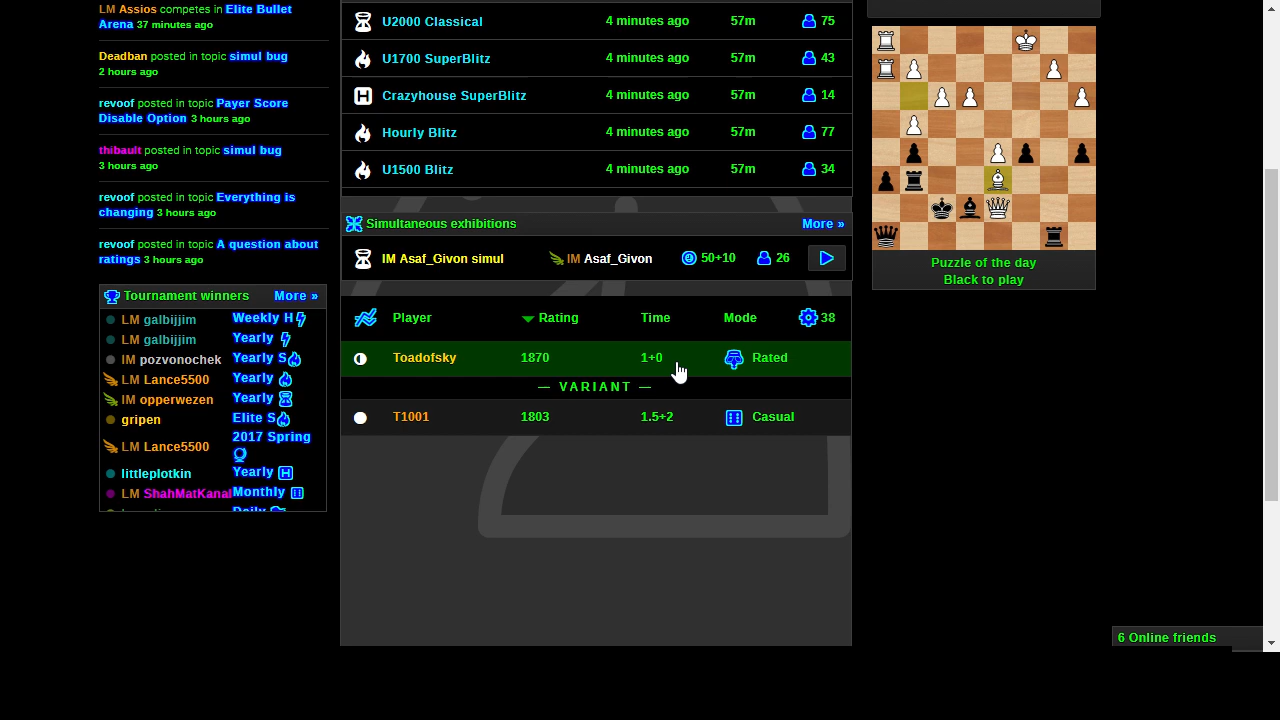 LM Assios competes in Elite Bullet
Arena 37 minutes ago
Deadban posted in topic simul bug
2 hours ago
revoof posted in topic Payer Score
Disable Option 3 hours ago
thibault posted in topic simul bug
3 hours ago
revoof posted in topic Everything is
changing 3 hours ago
revoof posted in topic A question about
ratings 3 hours ago
Tournament winners More »
LM galbijjim Weekly H
LM galbijjim Yearly
IM pozvonochek Yearly S
LM Lance5500 Yearly
IM opperwezen Yearly
gripen Elite S
LM Lance5500 2017 Spring
littleplotkin Yearly
LM ShahMatKanal Monthly
Daily
U2000 Classical 4 minutes ago 57m 75
U1700 SuperBlitz 4 minutes ago 57m 43
Crazyhouse SuperBlitz 4 minutes ago 57m 14
Hourly Blitz 4 minutes ago 57m 77
U1500 Blitz 4 minutes ago 57m 34
Simultaneous exhibitions More »
IM Asaf_Givon simul IM Asaf_Givon 50+10 26
Player Rating Time Mode 38
Toadofsky 1870 1+0 Rated
— VARIANT —
T1001 1803 1.5+2 Casual
Puzzle of the day
Black to play
6 Online friends